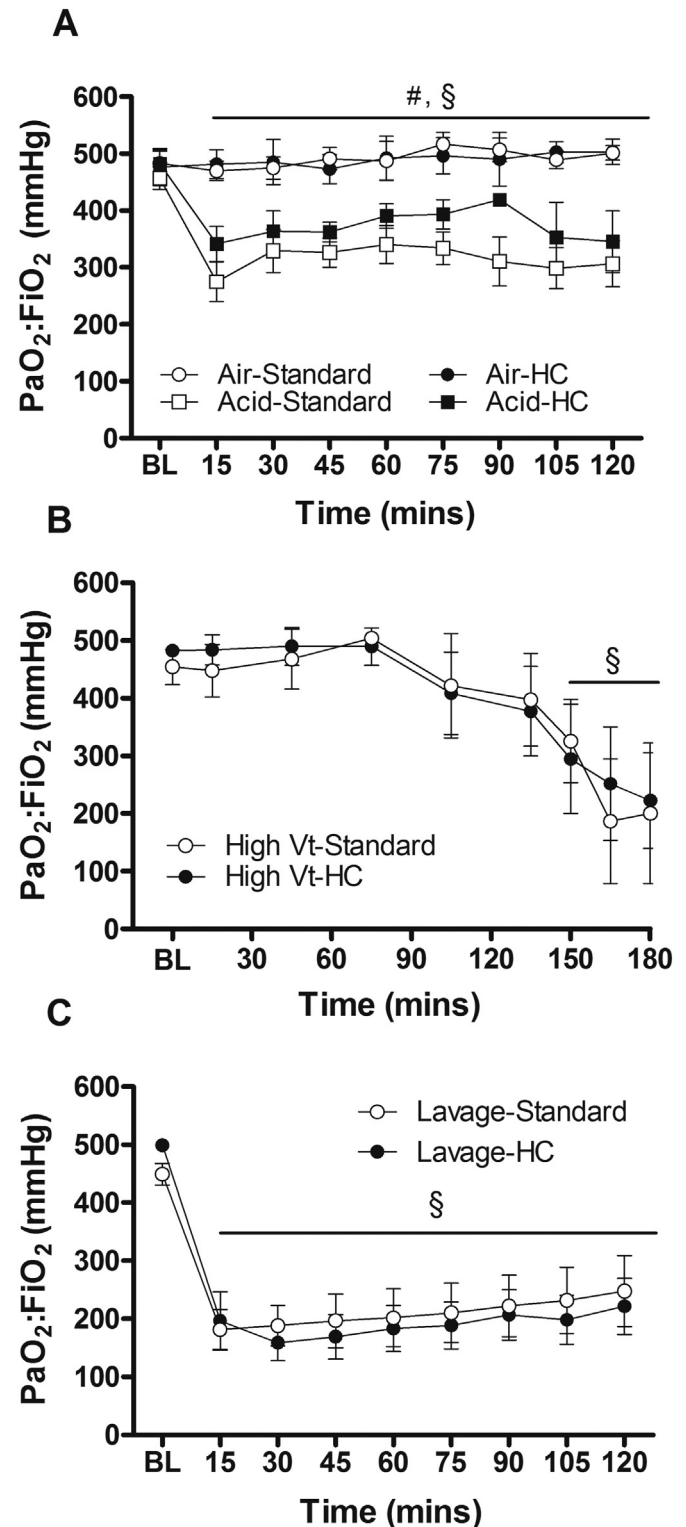 A
#, §
PaO2:FiO2 (mmHg)
600
500
400
300
200
100
0
Air-Standard
Air-HC
Acid-Standard
Acid-HC
BL 15 30 45 60 75 90 105 120
Time (mins)
B
PaO2:FiO2 (mmHg)
600
500
400
300
200
100
0
§
High Vt-Standard
High Vt-HC
BL 30 60 90 120 150 180
Time (mins)
C
PaO2:FiO2 (mmHg)
600
500
400
300
200
100
0
Lavage-Standard
Lavage-HC
§
BL 15 30 45 60 75 90 105 120
Time (mins)